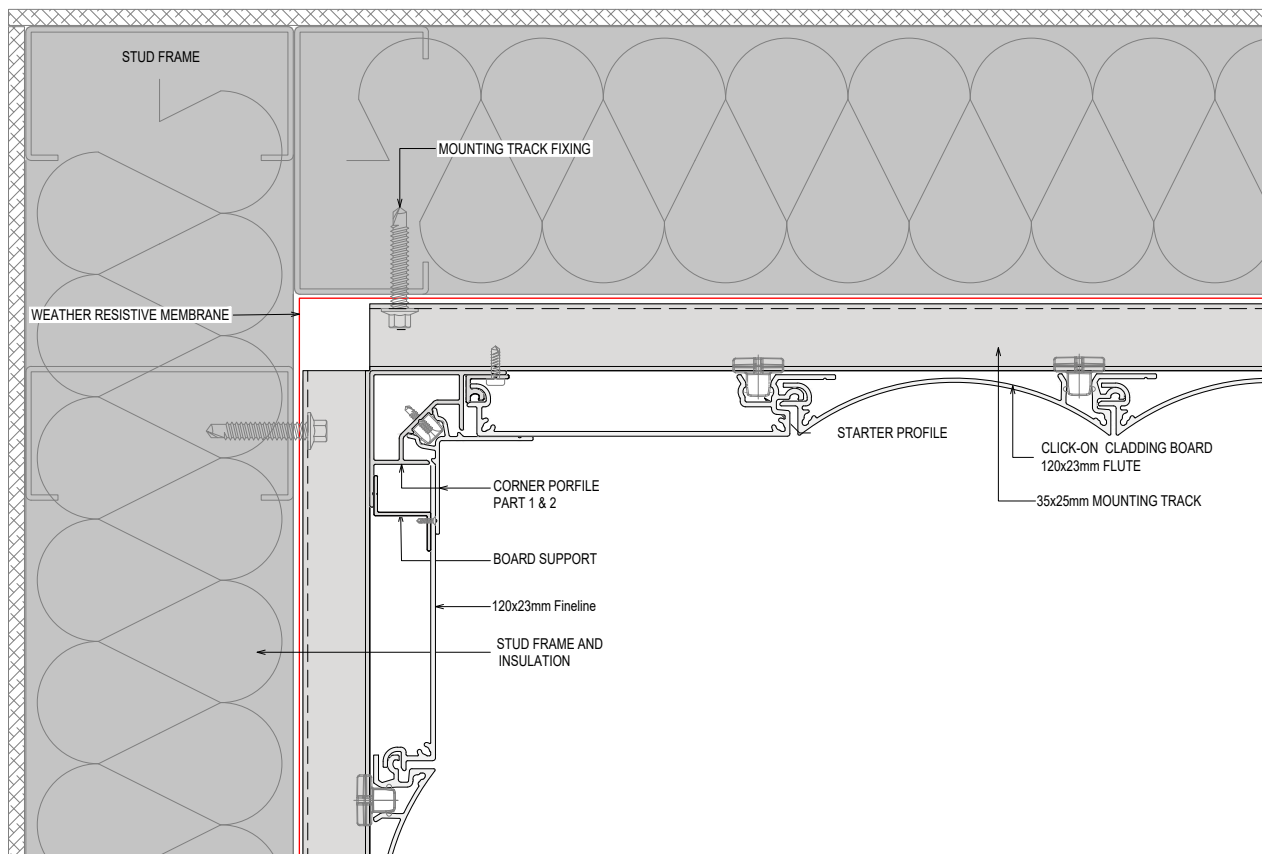 STUD FRAME
MOUNTING TRACK FIXING
WEATHER RESISTIVE MEMBRANE
STARTER PROFILE
CLICK-ON CLADDING BOARD
120x23mm FLUTE
CORNER PORFILE
PART 1 & 2
35x25mm MOUNTING TRACK
BOARD SUPPORT
120x23mm Fineline
STUD FRAME AND
INSULATION